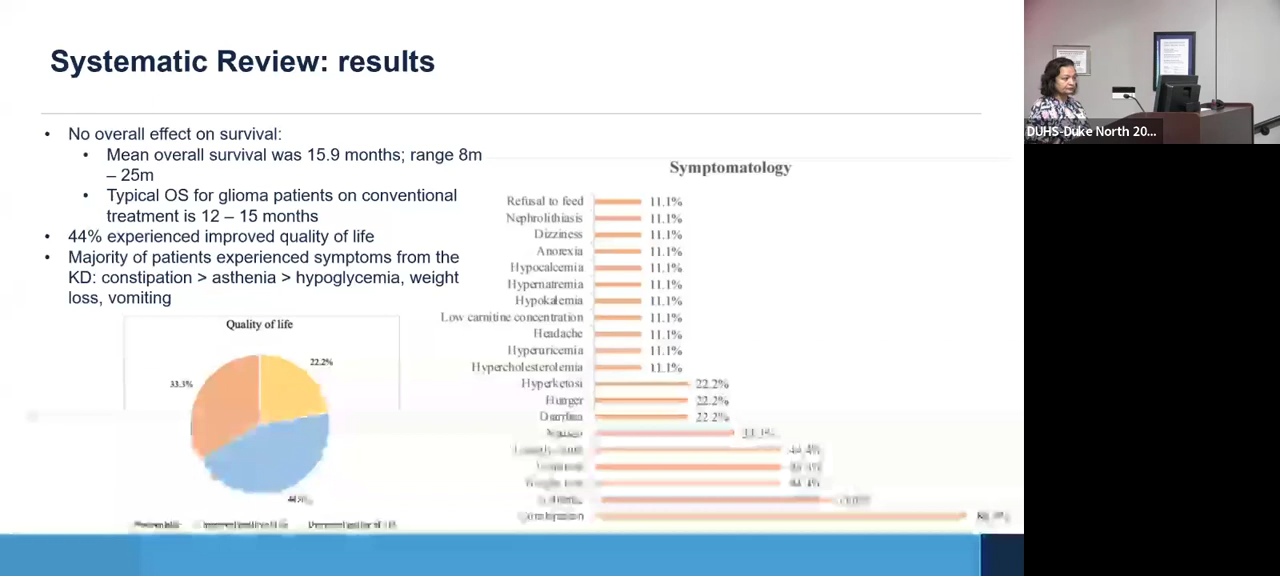 Systematic Review: results
• No overall effect on survival:
• Mean overall survival was 15.9 months; range 8m
– 25m
• Typical OS for glioma patients on conventional
treatment is 12 – 15 months
• 44% experienced improved quality of life
• Majority of patients experienced symptoms from the
KD: constipation > asthenia > hypoglycemia, weight
loss, vomiting
Quality of life
22.2%
33.3%
Symptomatology
Refusal to feed 11.1%
Nephrolithiasis 11.1%
Dizziness 11.1%
Anorexia 11.1%
Hypocalcemia 11.1%
Hypernatremia 11.1%
Hypokalemia 11.1%
Low carnitine concentration 11.1%
Headache 11.1%
Hyperuricemia 11.1%
Hypercholesterolemia 11.1%
Hyperketosi 22.2%
Hunger 22.2%
Diarrhea 22.2%
DUHS-Duke North 20...